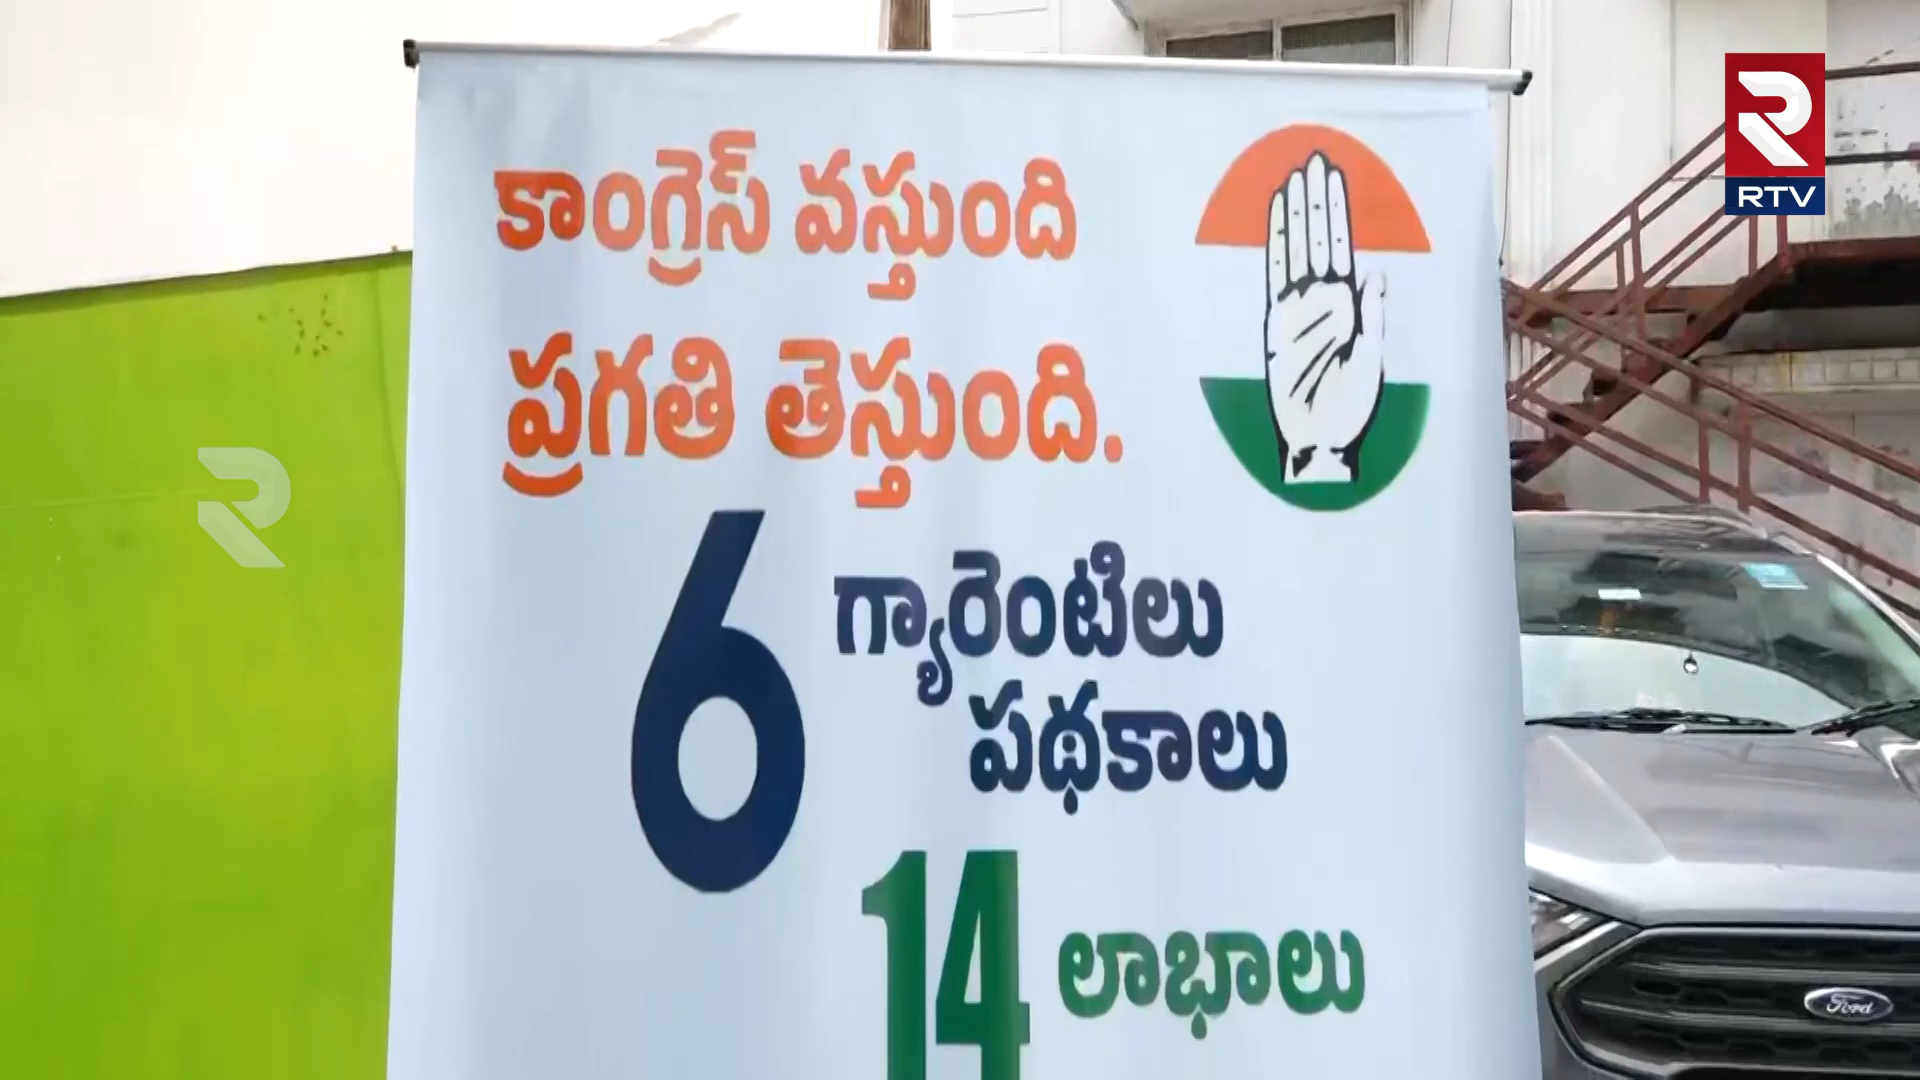 RTV
కాంగ్రెస్ వస్తుంది
ప్రగతి తెస్తుంది.
6 గ్యారెంటీలు
పథకాలు
14 లాభాలు
Ford